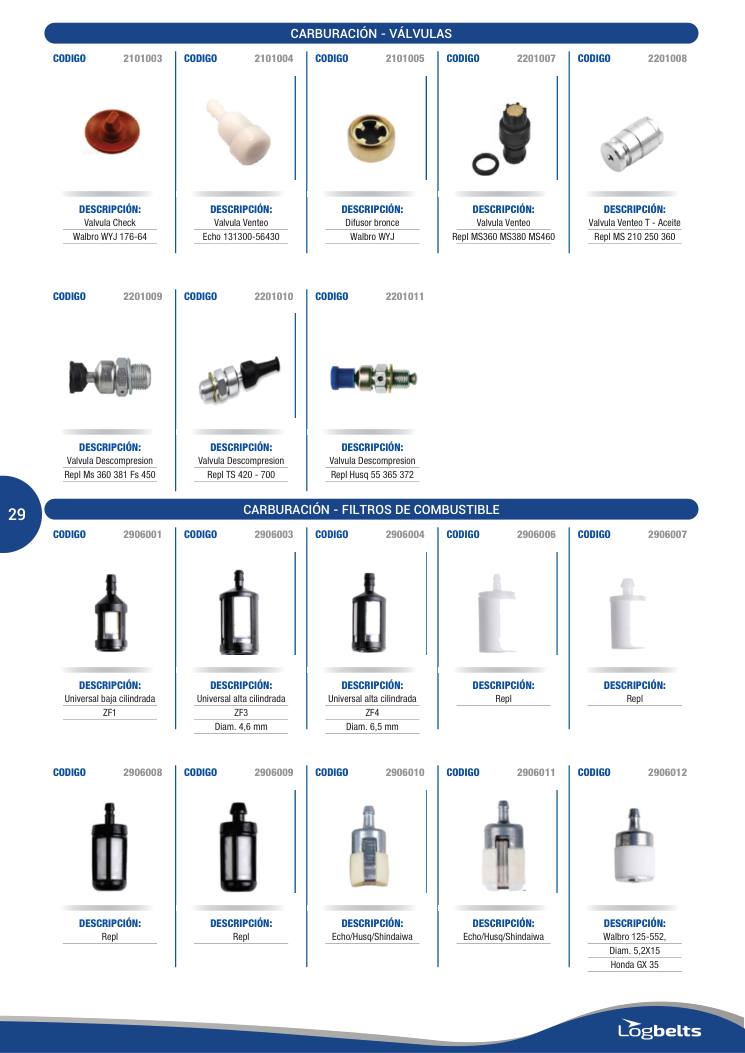 CARBURACIÓN - VÁLVULAS
CODIGO 2101003
DESCRIPCIÓN:
Valvula Check
Walbro WYJ 176-64
CODIGO 2101004
DESCRIPCIÓN:
Valvula Venteo
Echo 131300-56430
CODIGO 2101005
DESCRIPCIÓN:
Difusor bronce
Walbro WYJ
CODIGO 2201007
DESCRIPCIÓN:
Valvula Venteo
Repl MS360 MS380 MS460
CODIGO 2201008
DESCRIPCIÓN:
Valvula Venteo T - Aceite
Repl MS 210 250 360
CODIGO 2201009
DESCRIPCIÓN:
Valvula Descompresion
Repl Ms 360 381 Fs 450
CODIGO 2201010
DESCRIPCIÓN:
Valvula Descompresion
Repl TS 420 - 700
CODIGO 2201011
DESCRIPCIÓN:
Valvula Descompresion
Repl Husq 55 365 372
29
CARBURACIÓN - FILTROS DE COMBUSTIBLE
CODIGO 2906001
DESCRIPCIÓN:
Universal baja cilindrada
ZF1
CODIGO 2906003
DESCRIPCIÓN:
Universal alta cilindrada
ZF3
Diam. 4,6 mm
CODIGO 2906004
DESCRIPCIÓN:
Universal alta cilindrada
ZF4
Diam. 6,5 mm
CODIGO 2906006
DESCRIPCIÓN:
Repl
CODIGO 2906007
DESCRIPCIÓN:
Repl
CODIGO 2906008
DESCRIPCIÓN:
Repl
CODIGO 2906009
DESCRIPCIÓN:
Repl
CODIGO 2906010
DESCRIPCIÓN:
Echo/Husq/Shindaiwa
CODIGO 2906011
DESCRIPCIÓN:
Echo/Husq/Shindaiwa
CODIGO 2906012
DESCRIPCIÓN:
Walbro 125-552,
Diam. 5,2X15
Honda GX 35
Logbelts